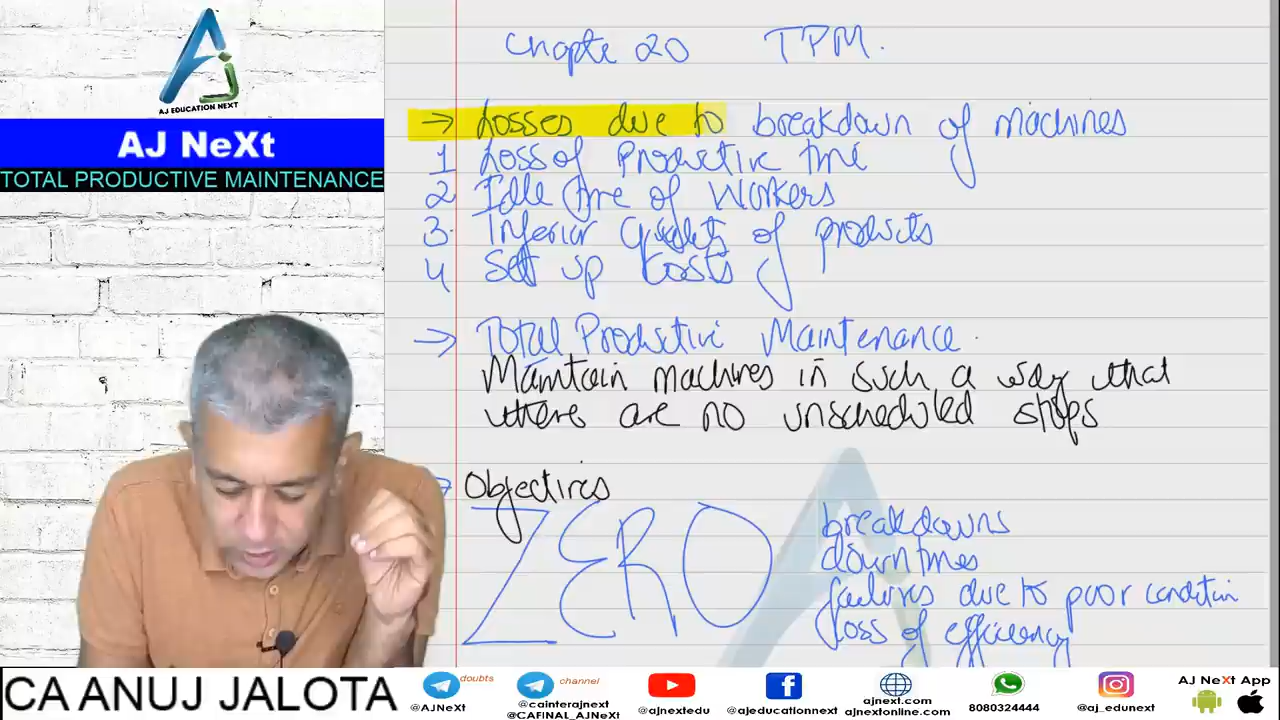 AJ EDUCATION NEXT
AJ NeXt
TOTAL PRODUCTIVE MAINTENANCE
Chapte 20 TPM.
→ Losses due to breakdown of machines
1 Loss of Productive time
2 Idle time of Workers
3. Inferior Quality of products
4 Set up Costs
→ Total Productive Maintenance.
Maintain machines in such a way that
there are no unscheduled stops
Objectives
ZERO
breakdowns
downtimes
failures due to poor condition
loss of efficiency
CA ANUJ JALOTA
doubts
@AJNeXt
channel
@cainterajnext
@CAFINAL_AJNeXt
@ajnextedu
@ajeducationnext
ajnext.com
ajnextonline.com
8080324444
@aj_edunext
AJ NeXt App